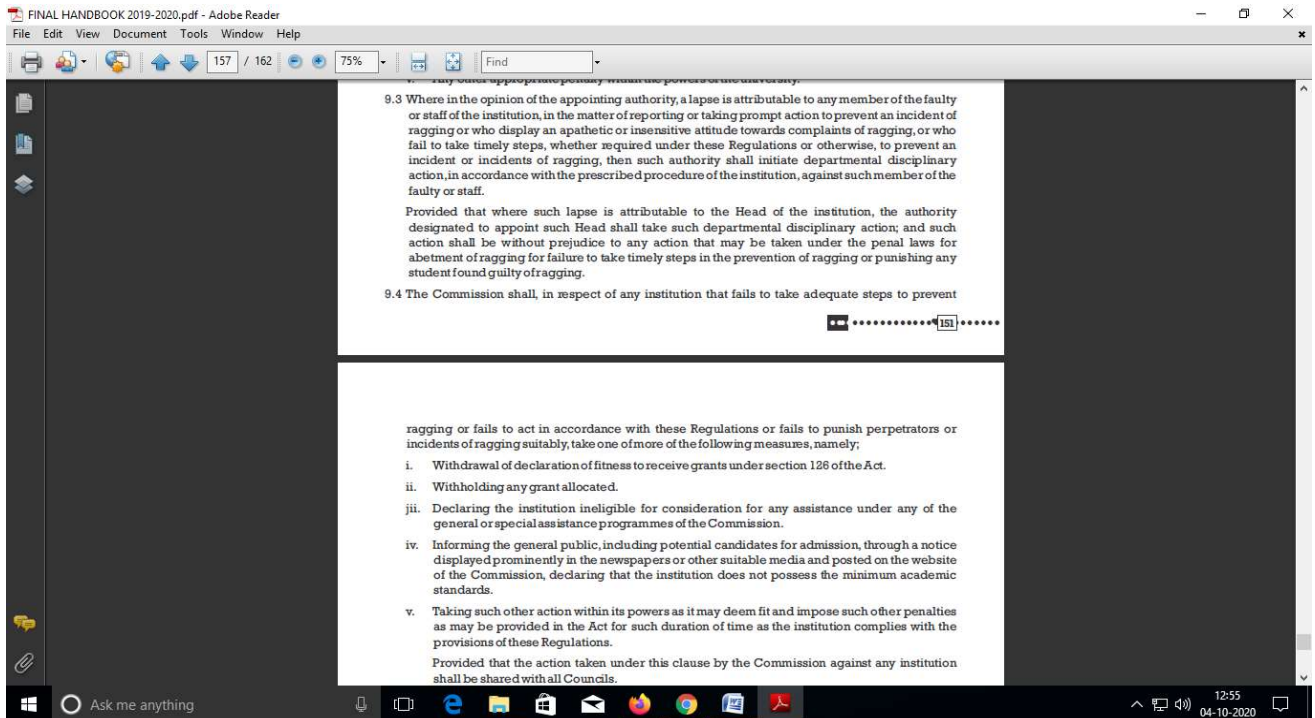 FINAL HANDBOOK 2019-2020.pdf - Adobe Reader
File Edit View Document Tools Window Help
157 / 162 75% Find
v. Any other appropriate penalty within the powers of the university.
9.3 Where in the opinion of the appointing authority, a lapse is attributable to any member of the faulty
or staff of the institution, in the matter of reporting or taking prompt action to prevent an incident of
ragging or who display an apathetic or insensitive attitude towards complaints of ragging, or who
fail to take timely steps, whether required under these Regulations or otherwise, to prevent an
incident or incidents of ragging, then such authority shall initiate departmental disciplinary
action, in accordance with the prescribed procedure of the institution, against such member of the
faulty or staff.
Provided that where such lapse is attributable to the Head of the institution, the authority
designated to appoint such Head shall take such departmental disciplinary action; and such
action shall be without prejudice to any action that may be taken under the penal laws for
abetment of ragging for failure to take timely steps in the prevention of ragging or punishing any
student found guilty of ragging.
9.4 The Commission shall, in respect of any institution that fails to take adequate steps to prevent
151
ragging or fails to act in accordance with these Regulations or fails to punish perpetrators or
incidents of ragging suitably, take one of more of the following measures, namely;
i. Withdrawal of declaration of fitness to receive grants under section 126 of the Act.
ii. Withholding any grant allocated.
jii. Declaring the institution ineligible for consideration for any assistance under any of the
general or special assistance programmes of the Commission.
iv. Informing the general public, including potential candidates for admission, through a notice
displayed prominently in the newspapers or other suitable media and posted on the website
of the Commission, declaring that the institution does not possess the minimum academic
standards.
v. Taking such other action within its powers as it may deem fit and impose such other penalties
as may be provided in the Act for such duration of time as the institution complies with the
provisions of these Regulations.
Provided that the action taken under this clause by the Commission against any institution
shall be shared with all Councils.
Ask me anything
12:55
04-10-2020